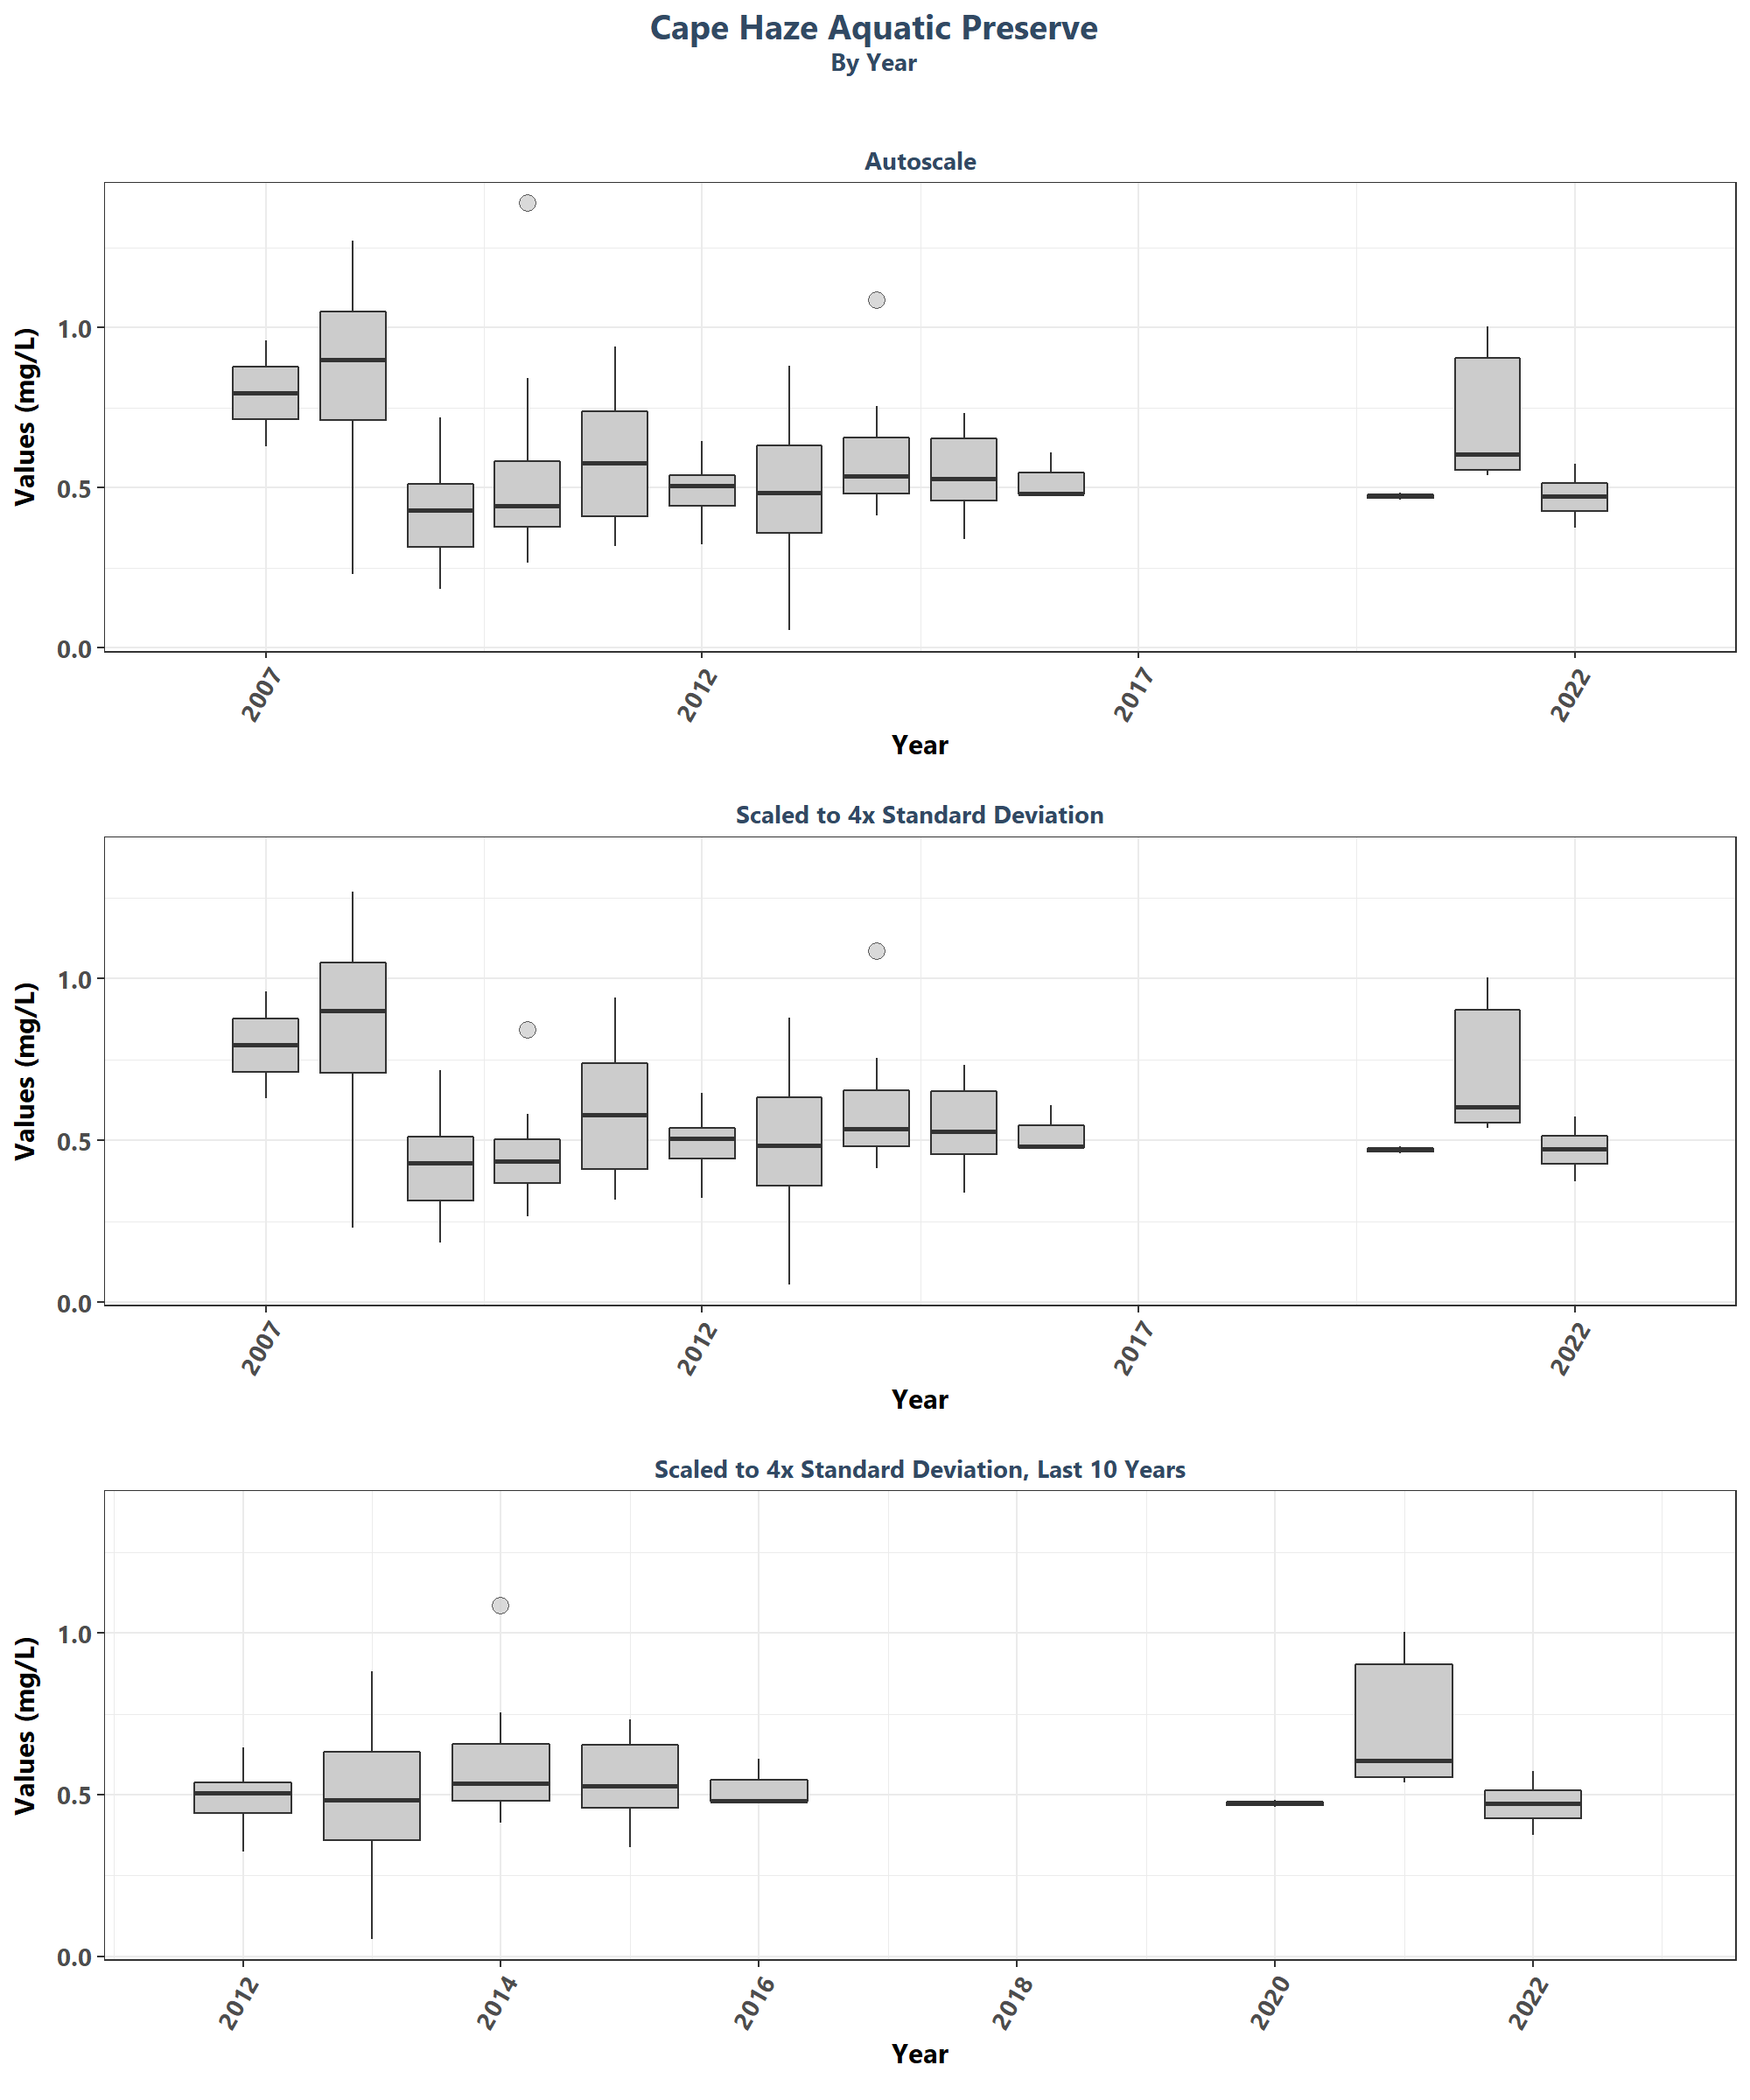 Cape Haze Aquatic Preserve
By Year
Autoscale
Values (mg/L)
1.0
0.5
0.0
2007
2012
2017
2022
Year
Scaled to 4x Standard Deviation
Values (mg/L)
1.0
0.5
0.0
2007
2012
2017
2022
Year
Scaled to 4x Standard Deviation, Last 10 Years
Values (mg/L)
1.0
0.5
0.0
2012
2014
2016
2018
2020
2022
Year